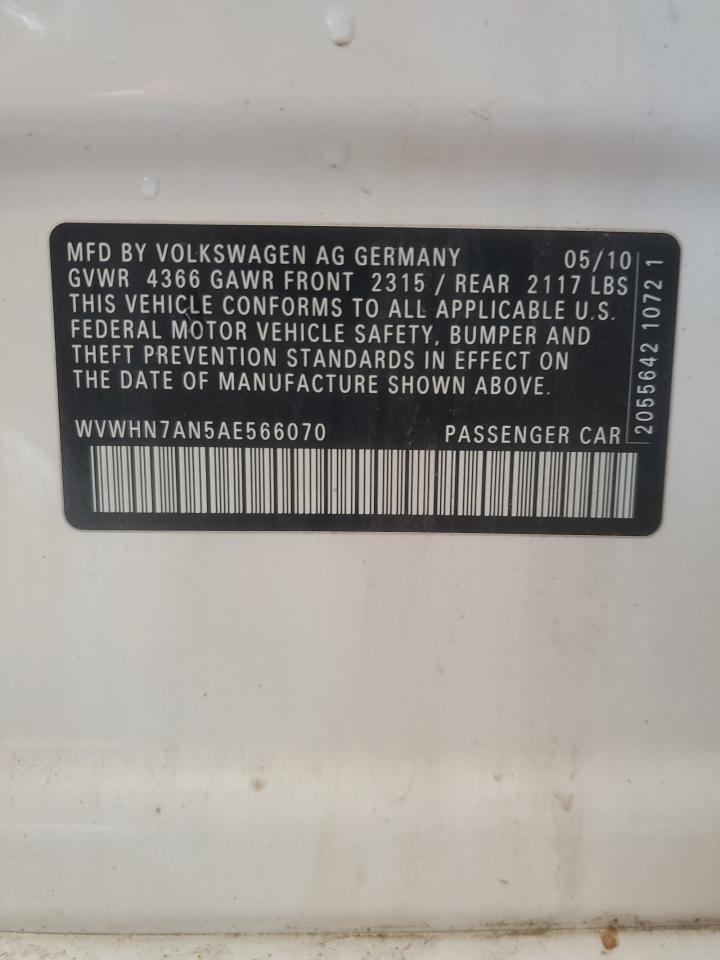 MFD BY VOLKSWAGEN AG GERMANY 05/10
GVWR 4366 GAWR FRONT 2315 / REAR 2117 LBS
THIS VEHICLE CONFORMS TO ALL APPLICABLE U.S.
FEDERAL MOTOR VEHICLE SAFETY, BUMPER AND
THEFT PREVENTION STANDARDS IN EFFECT ON
THE DATE OF MANUFACTURE SHOWN ABOVE.
WVWHN7AN5AE566070 PASSENGER CAR
2055642 1072 1